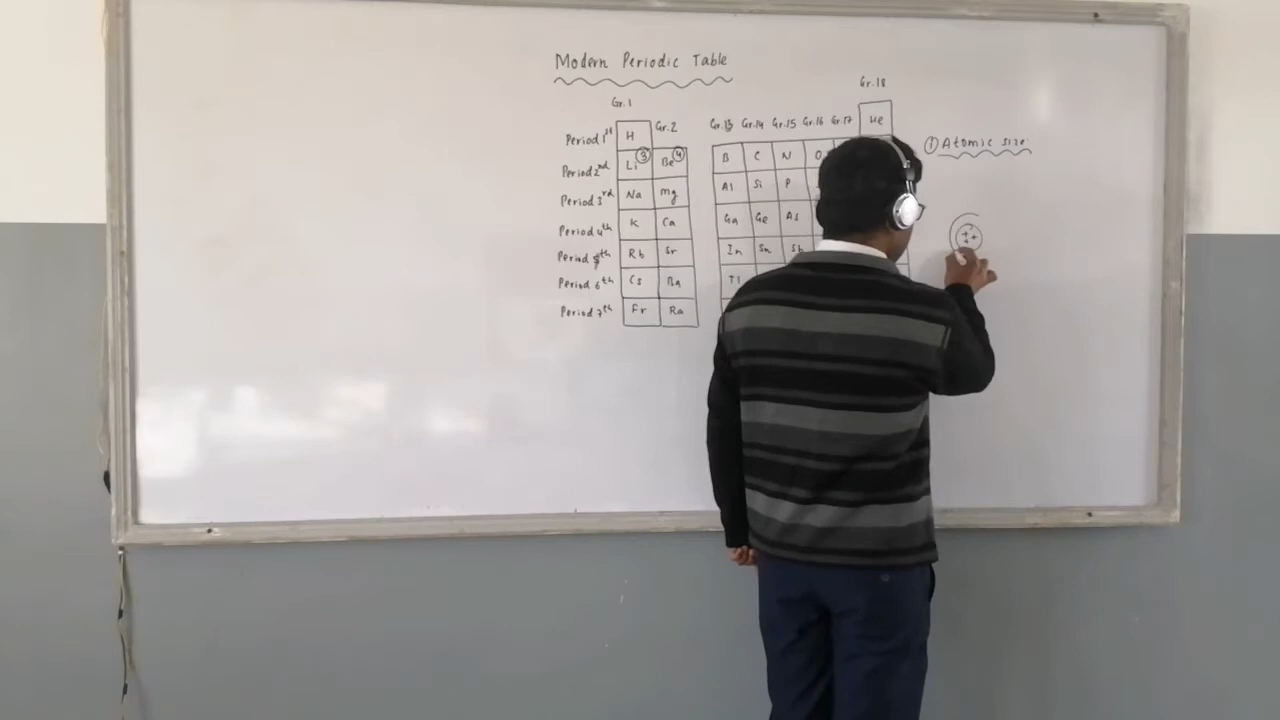 Modern Periodic Table
Gr.18
Gr.1
Gr.2 Gr.13 Gr.14 Gr.15 Gr.16 Gr.17 He
Period 1st H
① Atomic size
Period 2nd Li ③ Be ④ B C N O
Period 3rd Na Mg Al Si P
Period 4th K Ca Ga Ge As
Period 5th Rb Sr In Sn Sb
Period 6th Cs Ba Tl
Period 7th Fr Ra
+ + +